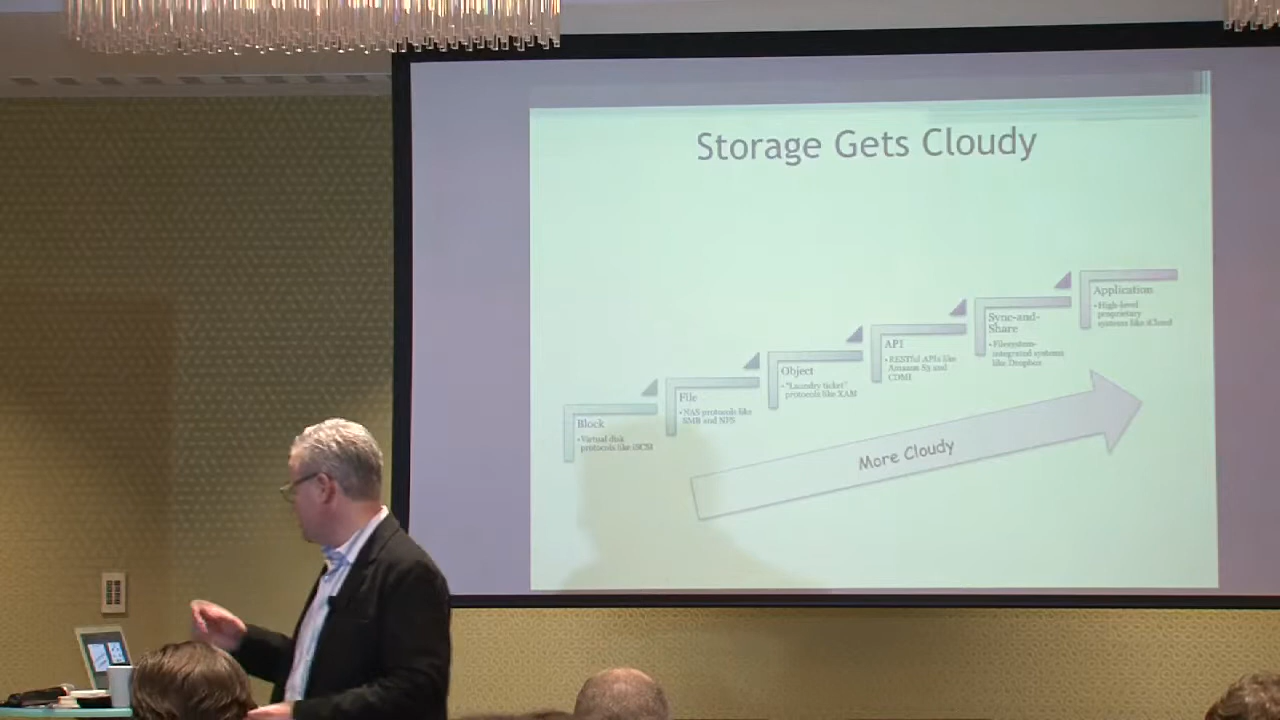 Storage Gets Cloudy
Block
•Virtual disk
protocols like iSCSI
File
•NAS protocols like
SMB and NFS
Object
•"Laundry ticket"
protocols like XAM
API
•RESTful APIs like
Amazon S3 and
CDMI
Sync-and-
Share
•Filesystem-
integrated systems
like Dropbox
Application
•High-level
proprietary
systems like iCloud
More Cloudy